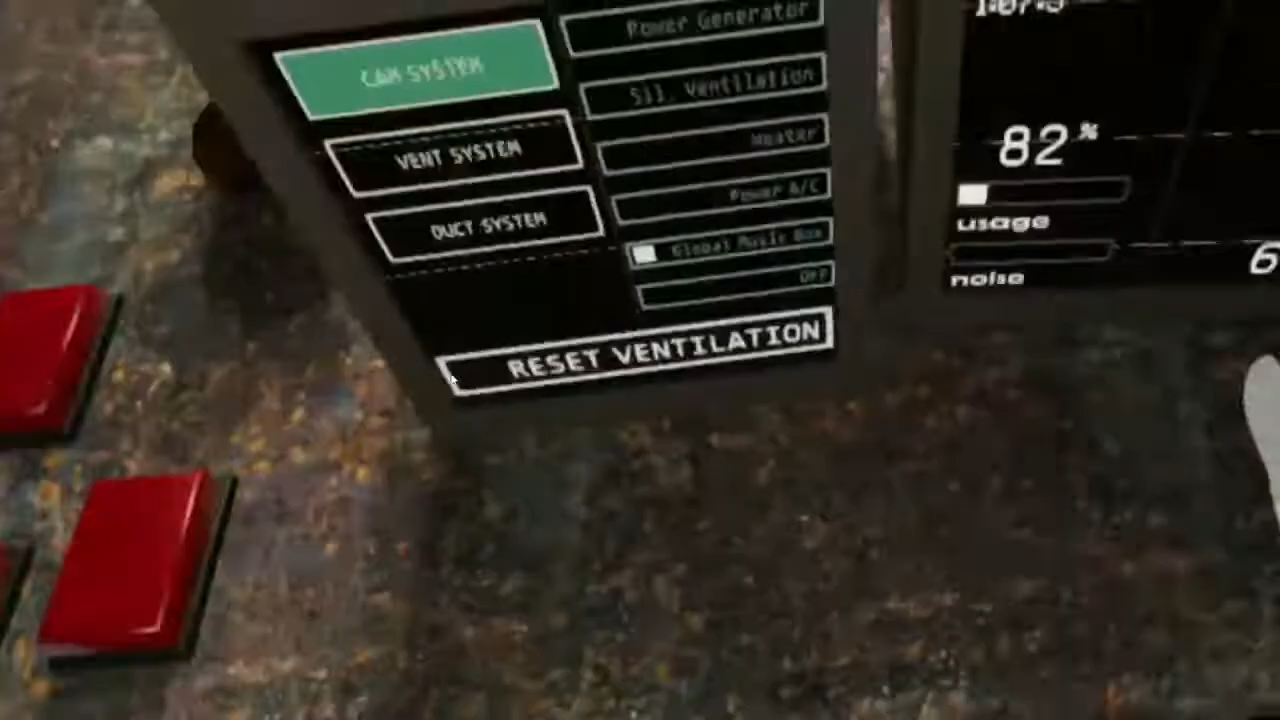 CAM SYSTEM
VENT SYSTEM
DUCT SYSTEM
Power Generator
Sil. Ventilation
Heater
Power A/C
Global Music Box
Off
RESET VENTILATION
82%
usage
noise
6